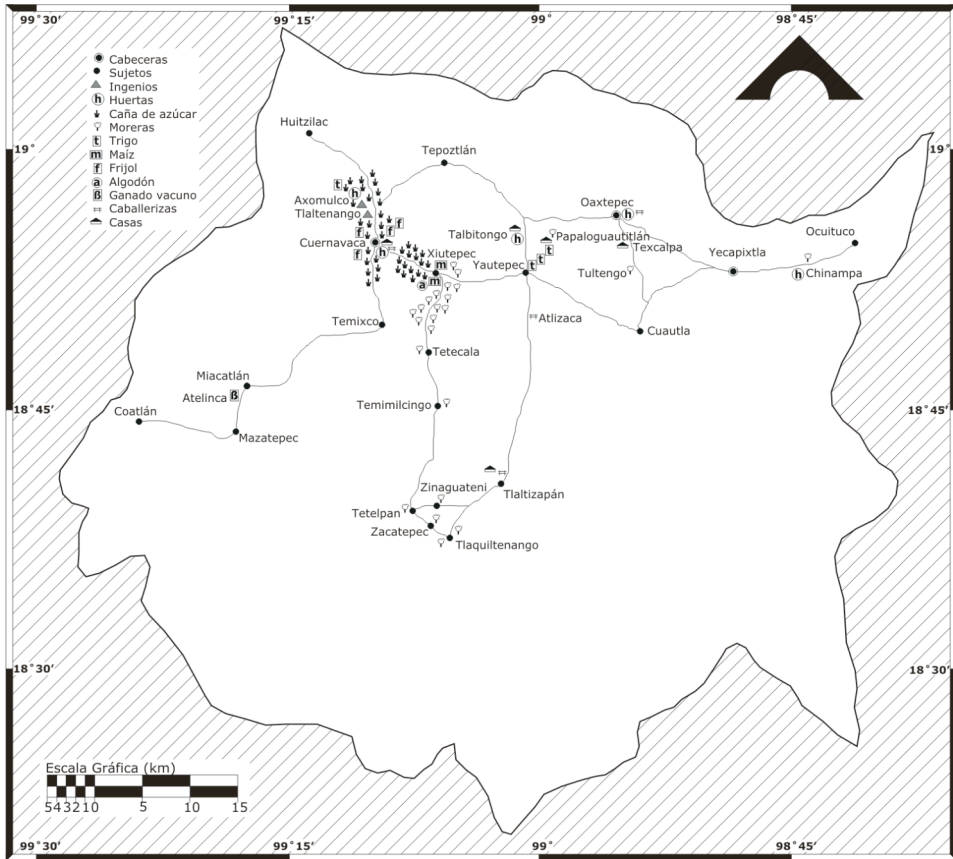 99°30’ 99°15’ 99° 98°45’
Cabeceras
Sujetos
Ingenios
h Huertas
Caña de azúcar
Moreras
t Trigo
m Maíz
f Frijol
a Algodón
ß Ganado vacuno
Caballerizas
Casas
Huitzilac
19° 19°
Tepoztlán
t
h
Axomulco
Tlaltenango
Oaxtepec
h
f
f f
Talbitongo
h
Papaloguautitlán
Ocuituco
Cuernavaca
h
f
Xiutepec
m
Texcalpa
t
t
t
Yecapixtla
Yautepec
Tultengo
h Chinampa
a m
Temixco
Atlizaca
Cuautla
Tetecala
Miacatlán
Atelinca ß
Coatlán
Temimilcingo
18°45’ 18°45’
Mazatepec
Zinaguateni
Tlaltizapán
Tetelpan
Zacatepec
Tlaquiltenango
18°30’ 18°30’
Escala Gráfica (km)
5 4 3 2 1 0 5 10 15
99°30’ 99°15’ 99° 98°45’